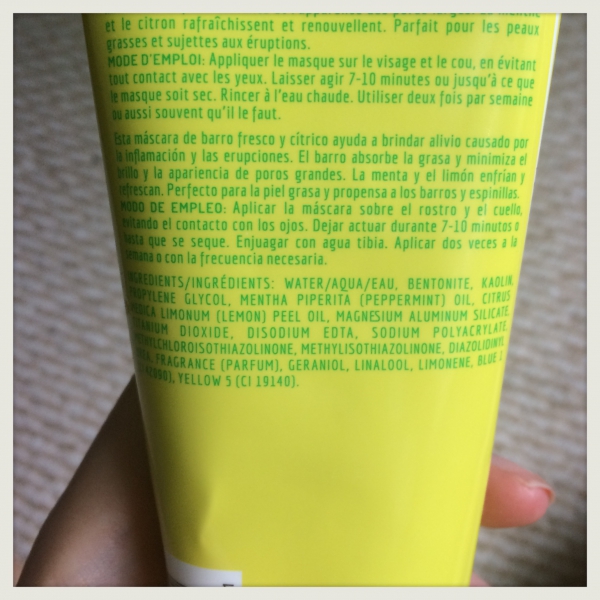 et le citron rafraîchissent et renouvellent. Parfait pour les peaux
grasses et sujettes aux éruptions.
MODE D'EMPLOI: Appliquer le masque sur le visage et le cou, en évitant
tout contact avec les yeux. Laisser agir 7-10 minutes ou jusqu'à ce que
le masque soit sec. Rincer à l'eau chaude. Utiliser deux fois par semaine
ou aussi souvent qu'il le faut.
Esta máscara de barro fresco y cítrico ayuda a brindar alivio causado por
la inflamación y las erupciones. El barro absorbe la grasa y minimiza el
brillo y la apariencia de poros grandes. La menta y el limón enfrían y
refrescan. Perfecto para la piel grasa y propensa a los barros y espinillas.
MODO DE EMPLEO: Aplicar la máscara sobre el rostro y el cuello,
evitando el contacto con los ojos. Dejar actuar durante 7-10 minutos o
hasta que se seque. Enjuagar con agua tibia. Aplicar dos veces a la
semana o con la frecuencia necesaria.
INGREDIENTS/INGRÉDIENTS: WATER/AQUA/EAU, BENTONITE, KAOLIN,
PROPYLENE GLYCOL, MENTHA PIPERITA (PEPPERMINT) OIL, CITRUS
MEDICA LIMONUM (LEMON) PEEL OIL, MAGNESIUM ALUMINUM SILICATE,
TITANIUM DIOXIDE, DISODIUM EDTA, SODIUM POLYACRYLATE,
METHYLCHLOROISOTHIAZOLINONE, METHYLISOTHIAZOLINONE, DIAZOLIDINYL
UREA, FRAGRANCE (PARFUM), GERANIOL, LINALOOL, LIMONENE, BLUE 1
42090), YELLOW 5 (CI 19140).